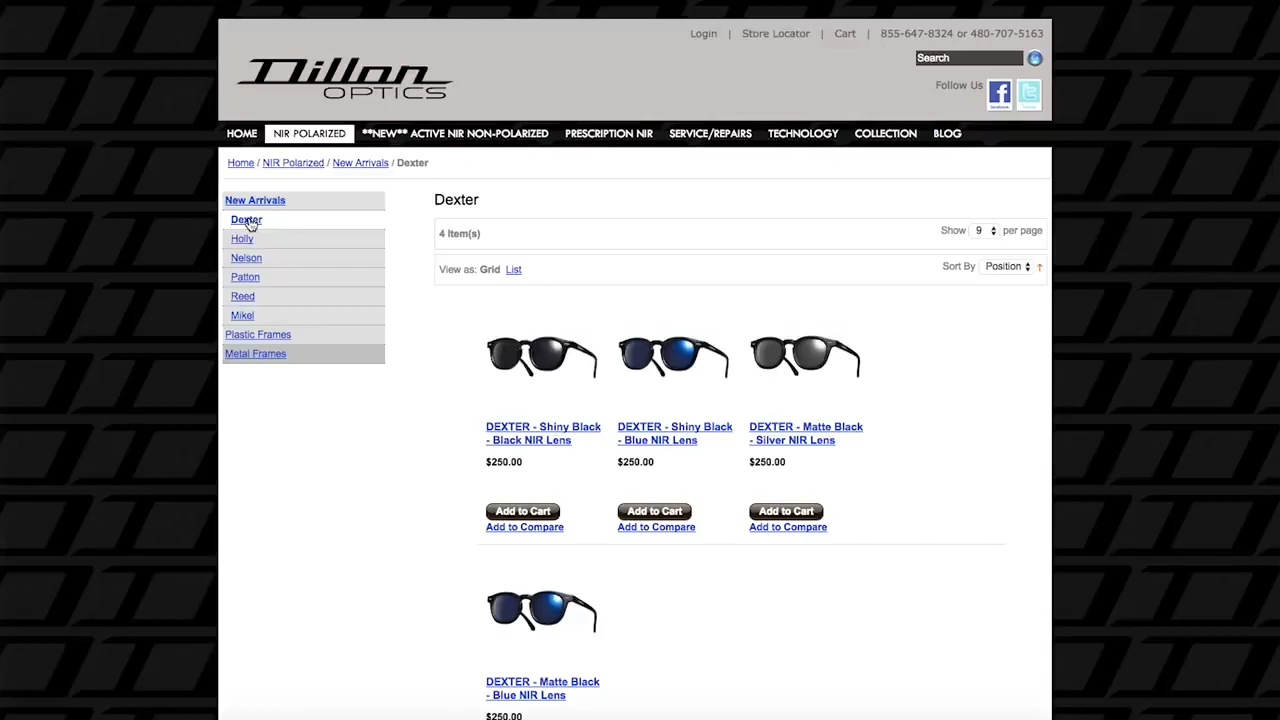 Login | Store Locator | Cart | 855-647-8324 or 480-707-5163
Dillon
OPTICS
Search
Follow Us
HOME NIR POLARIZED **NEW** ACTIVE NIR NON-POLARIZED PRESCRIPTION NIR SERVICE/REPAIRS TECHNOLOGY COLLECTION BLOG
Home / NIR Polarized / New Arrivals / Dexter
New Arrivals
Dexter
Holly
Nelson
Patton
Reed
Mikel
Plastic Frames
Metal Frames
Dexter
4 Item(s)
Show 9 per page
View as: Grid List
Sort By Position
DEXTER - Shiny Black
- Black NIR Lens
$250.00
Add to Cart
Add to Compare
DEXTER - Shiny Black
- Blue NIR Lens
$250.00
Add to Cart
Add to Compare
DEXTER - Matte Black
- Silver NIR Lens
$250.00
Add to Cart
Add to Compare
DEXTER - Matte Black
- Blue NIR Lens
$250.00